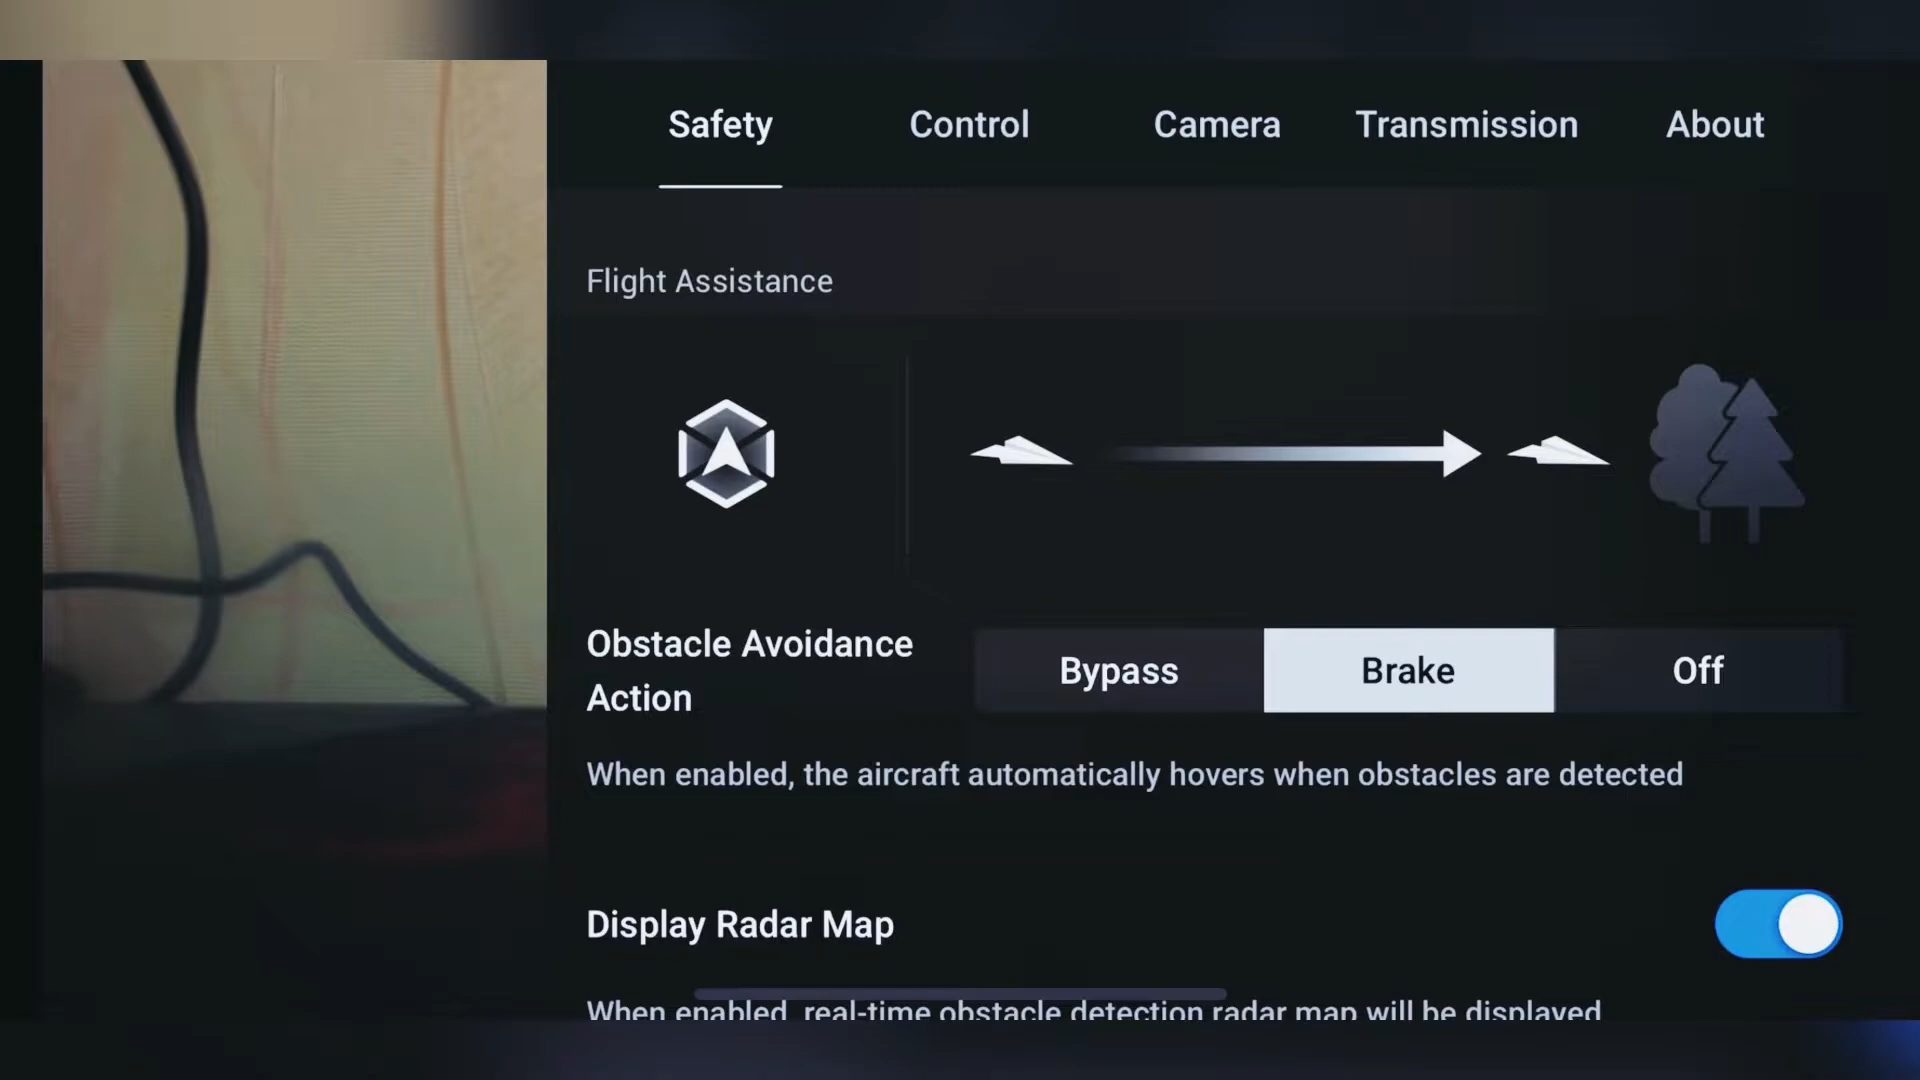 Safety Control Camera Transmission About
Flight Assistance
Obstacle Avoidance
Action
Bypass Brake Off
When enabled, the aircraft automatically hovers when obstacles are detected
Display Radar Map
When enabled, real-time obstacle detection radar map will be displayed